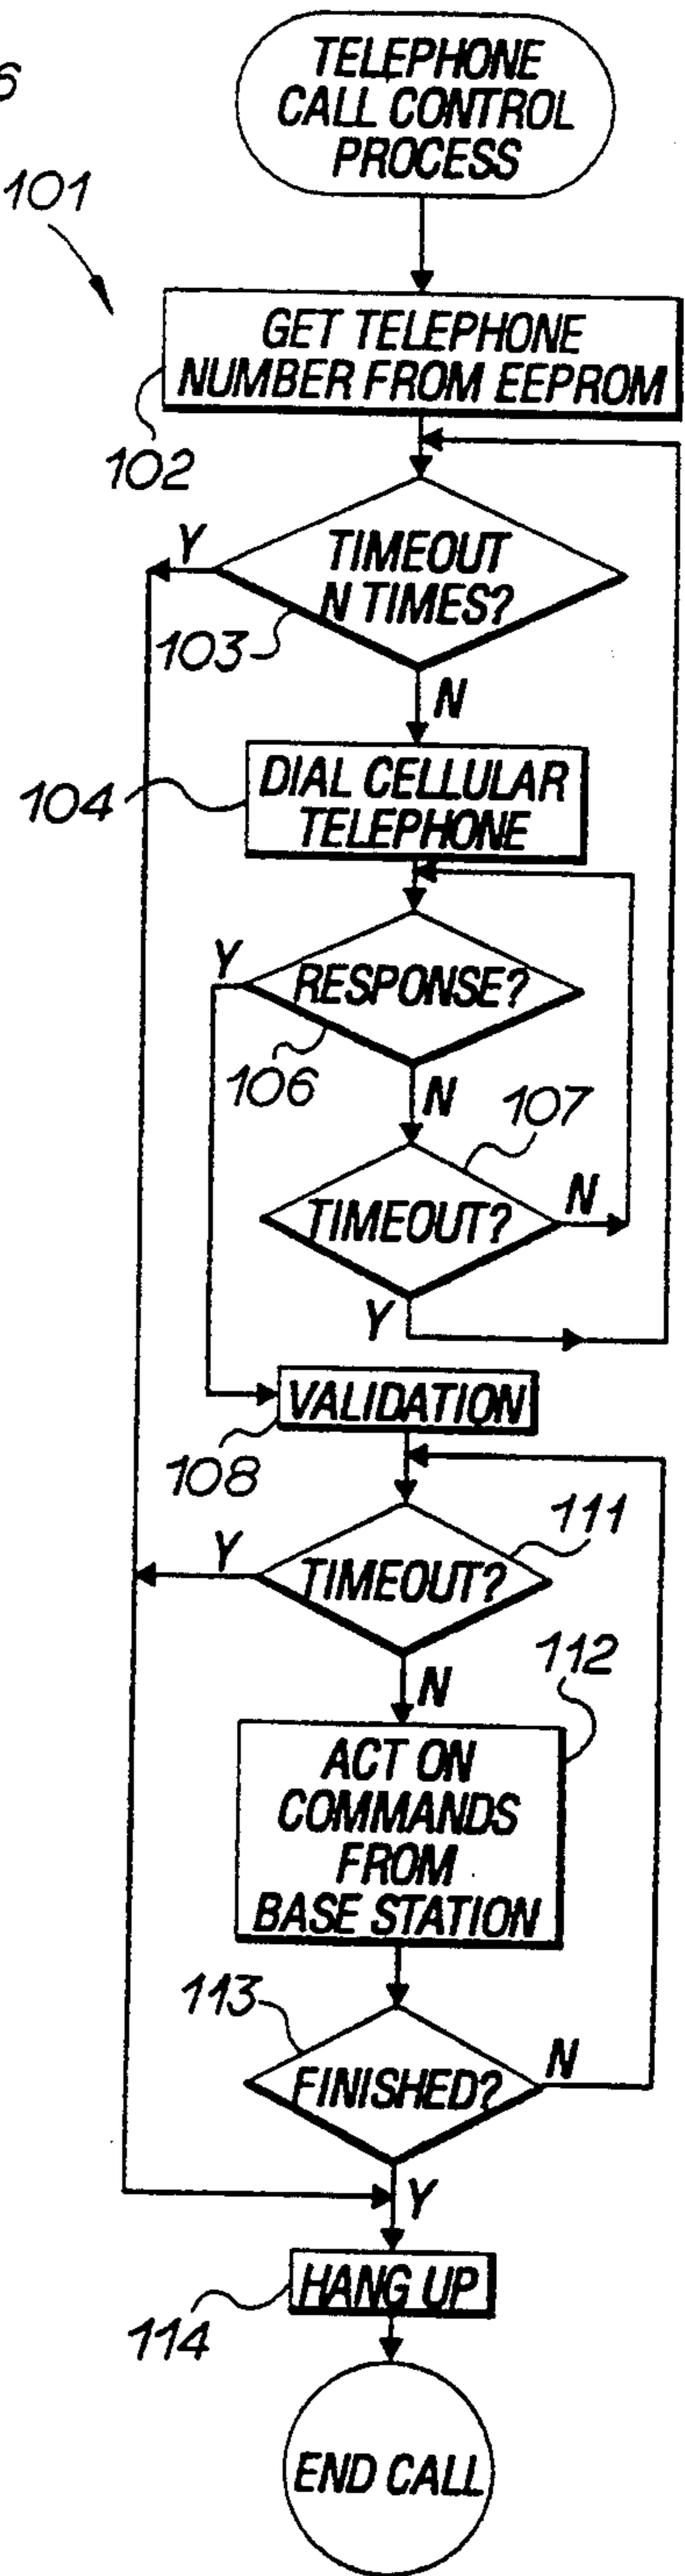 6
TELEPHONE
CALL CONTROL
PROCESS
101
GET TELEPHONE
NUMBER FROM EEPROM
102
Y
TIMEOUT
N TIMES?
103
N
DIAL CELLULAR
TELEPHONE
104
Y
RESPONSE?
106
N
107
TIMEOUT?
N
Y
VALIDATION
108
111
Y
TIMEOUT?
112
N
ACT ON
COMMANDS
FROM
BASE STATION
113
FINISHED?
N
Y
HANG UP
114
END CALL